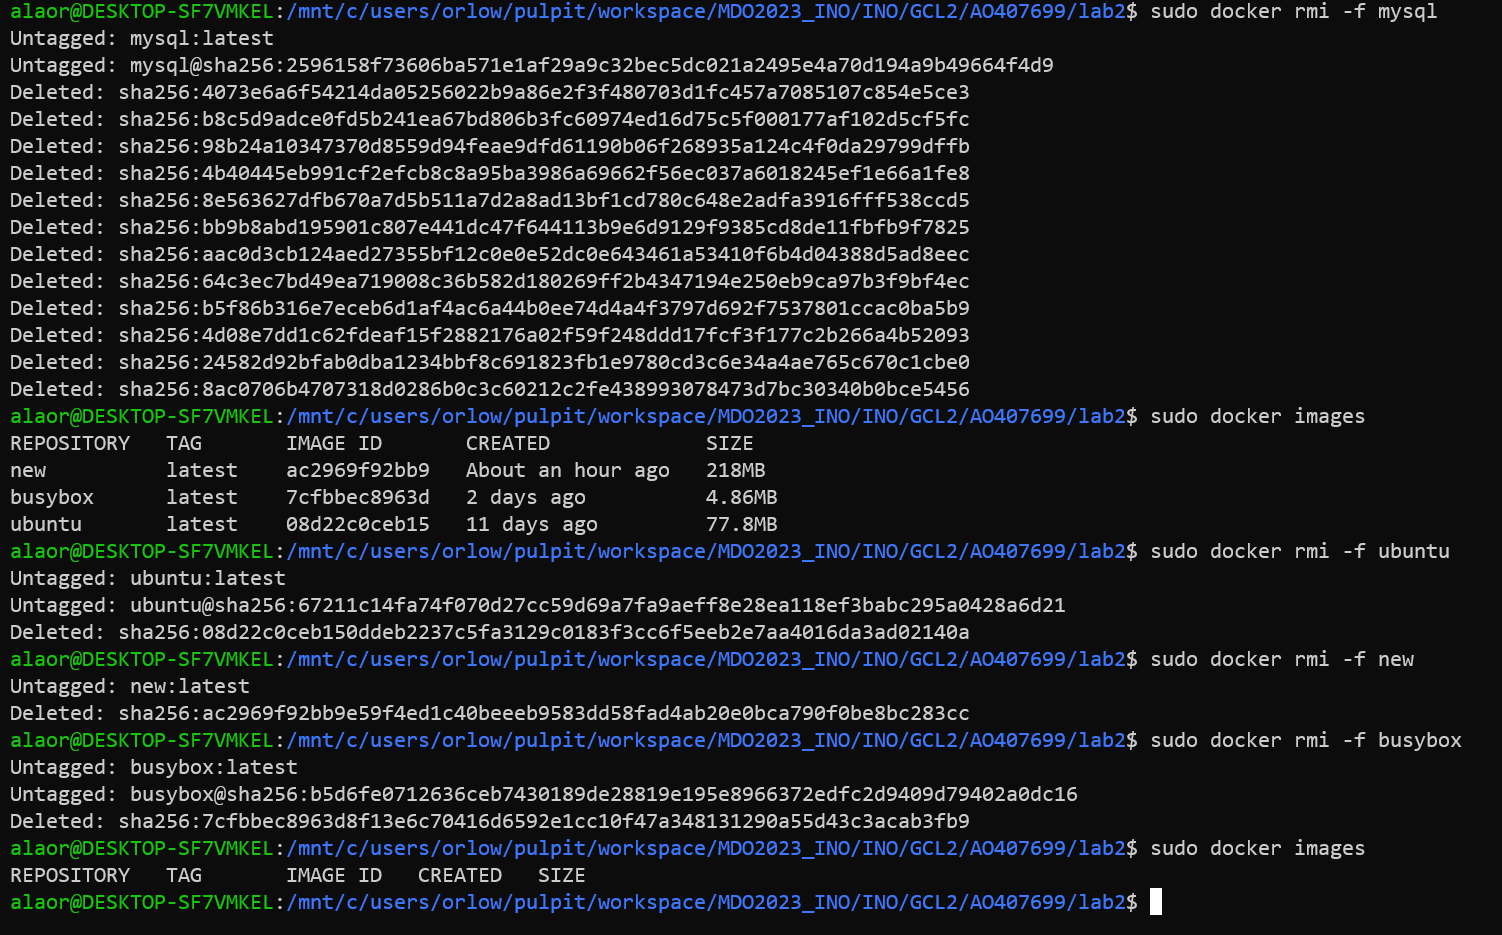 alaor@DESKTOP-SF7VMKEL:/mnt/c/users/orlow/pulpit/workspace/MDO2023_INO/INO/GCL2/AO407699/lab2$ sudo docker rmi -f mysql
Untagged: mysql:latest
Untagged: mysql@sha256:2596158f73606ba571e1af29a9c32bec5dc021a2495e4a70d194a9b49664f4d9
Deleted: sha256:4073e6a6f54214da05256022b9a86e2f3f480703d1fc457a7085107c854e5ce3
Deleted: sha256:b8c5d9adce0fd5b241ea67bd806b3fc60974ed16d75c5f000177af102d5cf5fc
Deleted: sha256:98b24a10347370d8559d94feae9dfd61190b06f268935a124c4f0da29799dffb
Deleted: sha256:4b40445eb991cf2efcb8c8a95ba3986a69662f56ec037a6018245ef1e66a1fe8
Deleted: sha256:8e563627dfb670a7d5b511a7d2a8ad13bf1cd780c648e2adfa3916fff538ccd5
Deleted: sha256:bb9b8abd195901c807e441dc47f644113b9e6d9129f9385cd8de11fbfb9f7825
Deleted: sha256:aac0d3cb124aed27355bf12c0e0e52dc0e643461a53410f6b4d04388d5ad8eec
Deleted: sha256:64c3ec7bd49ea719008c36b582d180269ff2b4347194e250eb9ca97b3f9bf4ec
Deleted: sha256:b5f86b316e7eceb6d1af4ac6a44b0ee74d4a4f3797d692f7537801ccac0ba5b9
Deleted: sha256:4d08e7dd1c62fdeaf15f2882176a02f59f248ddd17fcf3f177c2b266a4b52093
Deleted: sha256:24582d92bfab0dba1234bbf8c691823fb1e9780cd3c6e34a4ae765c670c1cbe0
Deleted: sha256:8ac0706b4707318d0286b0c3c60212c2fe438993078473d7bc30340b0bce5456
alaor@DESKTOP-SF7VMKEL:/mnt/c/users/orlow/pulpit/workspace/MDO2023_INO/INO/GCL2/AO407699/lab2$ sudo docker images
REPOSITORY   TAG       IMAGE ID       CREATED             SIZE
new          latest    ac2969f92bb9   About an hour ago   218MB
busybox      latest    7cfbbec8963d   2 days ago          4.86MB
ubuntu       latest    08d22c0ceb15   11 days ago         77.8MB
alaor@DESKTOP-SF7VMKEL:/mnt/c/users/orlow/pulpit/workspace/MDO2023_INO/INO/GCL2/AO407699/lab2$ sudo docker rmi -f ubuntu
Untagged: ubuntu:latest
Untagged: ubuntu@sha256:67211c14fa74f070d27cc59d69a7fa9aeff8e28ea118ef3babc295a0428a6d21
Deleted: sha256:08d22c0ceb150ddeb2237c5fa3129c0183f3cc6f5eeb2e7aa4016da3ad02140a
alaor@DESKTOP-SF7VMKEL:/mnt/c/users/orlow/pulpit/workspace/MDO2023_INO/INO/GCL2/AO407699/lab2$ sudo docker rmi -f new
Untagged: new:latest
Deleted: sha256:ac2969f92bb9e59f4ed1c40beeeb9583dd58fad4ab20e0bca790f0be8bc283cc
alaor@DESKTOP-SF7VMKEL:/mnt/c/users/orlow/pulpit/workspace/MDO2023_INO/INO/GCL2/AO407699/lab2$ sudo docker rmi -f busybox
Untagged: busybox:latest
Untagged: busybox@sha256:b5d6fe0712636ceb7430189de28819e195e8966372edfc2d9409d79402a0dc16
Deleted: sha256:7cfbbec8963d8f13e6c70416d6592e1cc10f47a348131290a55d43c3acab3fb9
alaor@DESKTOP-SF7VMKEL:/mnt/c/users/orlow/pulpit/workspace/MDO2023_INO/INO/GCL2/AO407699/lab2$ sudo docker images
REPOSITORY   TAG       IMAGE ID   CREATED   SIZE
alaor@DESKTOP-SF7VMKEL:/mnt/c/users/orlow/pulpit/workspace/MDO2023_INO/INO/GCL2/AO407699/lab2$